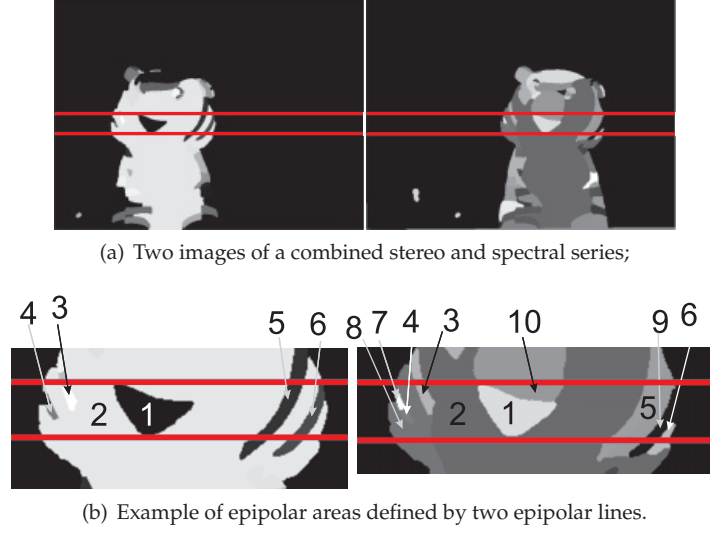 (a) Two images of a combined stereo and spectral series;
4 3 5 6 8 7 4 3 10 9 6
2 1 2 1 5
(b) Example of epipolar areas defined by two epipolar lines.